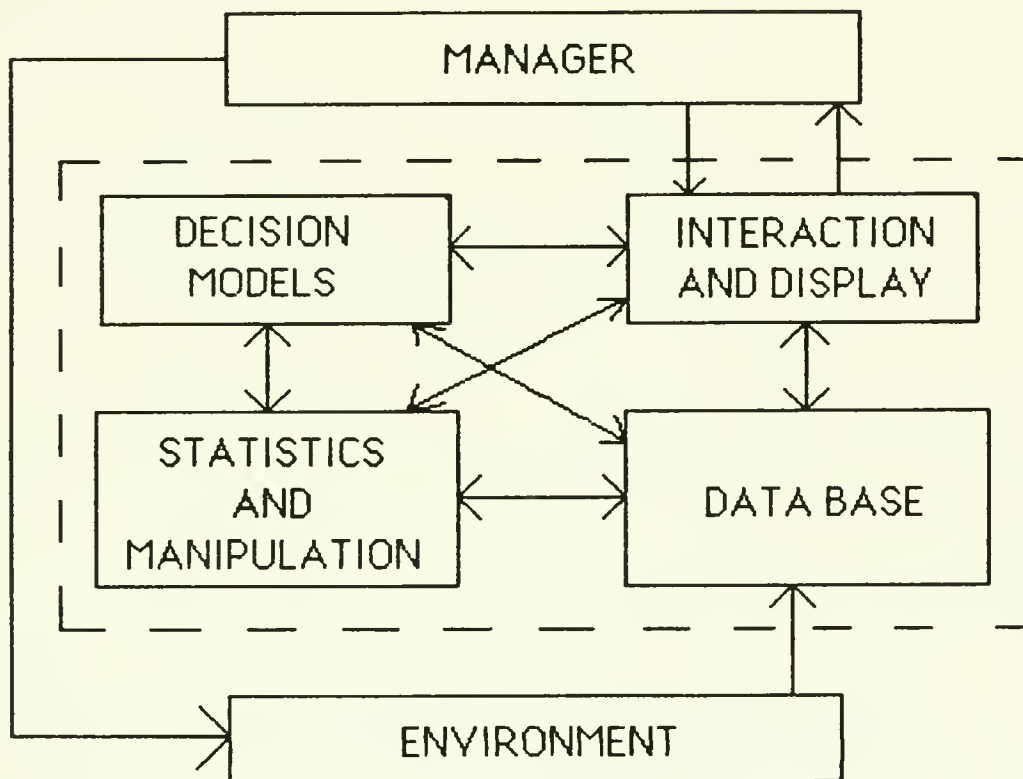 MANAGER
DECISION
MODELS
INTERACTION
AND DISPLAY
STATISTICS
AND
MANIPULATION
DATA BASE
ENVIRONMENT